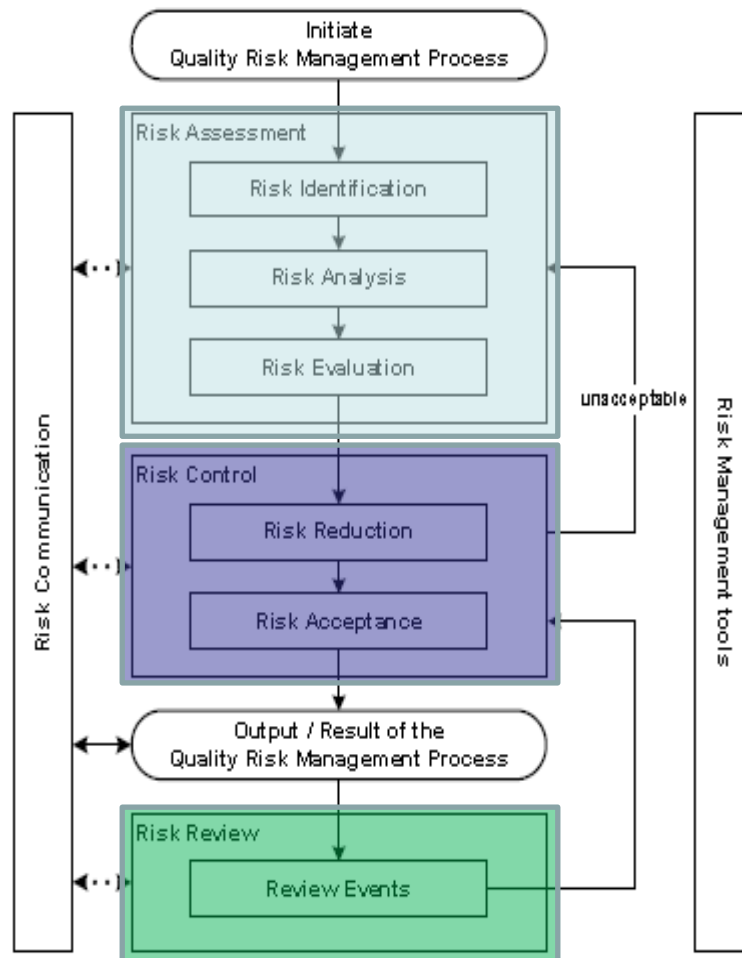 Initiate
Quality Risk Management Process
Risk Assessment
Risk Identification
Risk Analysis
Risk Evaluation
unacceptable
Risk Communication
Risk Management tools
Risk Control
Risk Reduction
Risk Acceptance
Output / Result of the
Quality Risk Management Process
Risk Review
Review Events